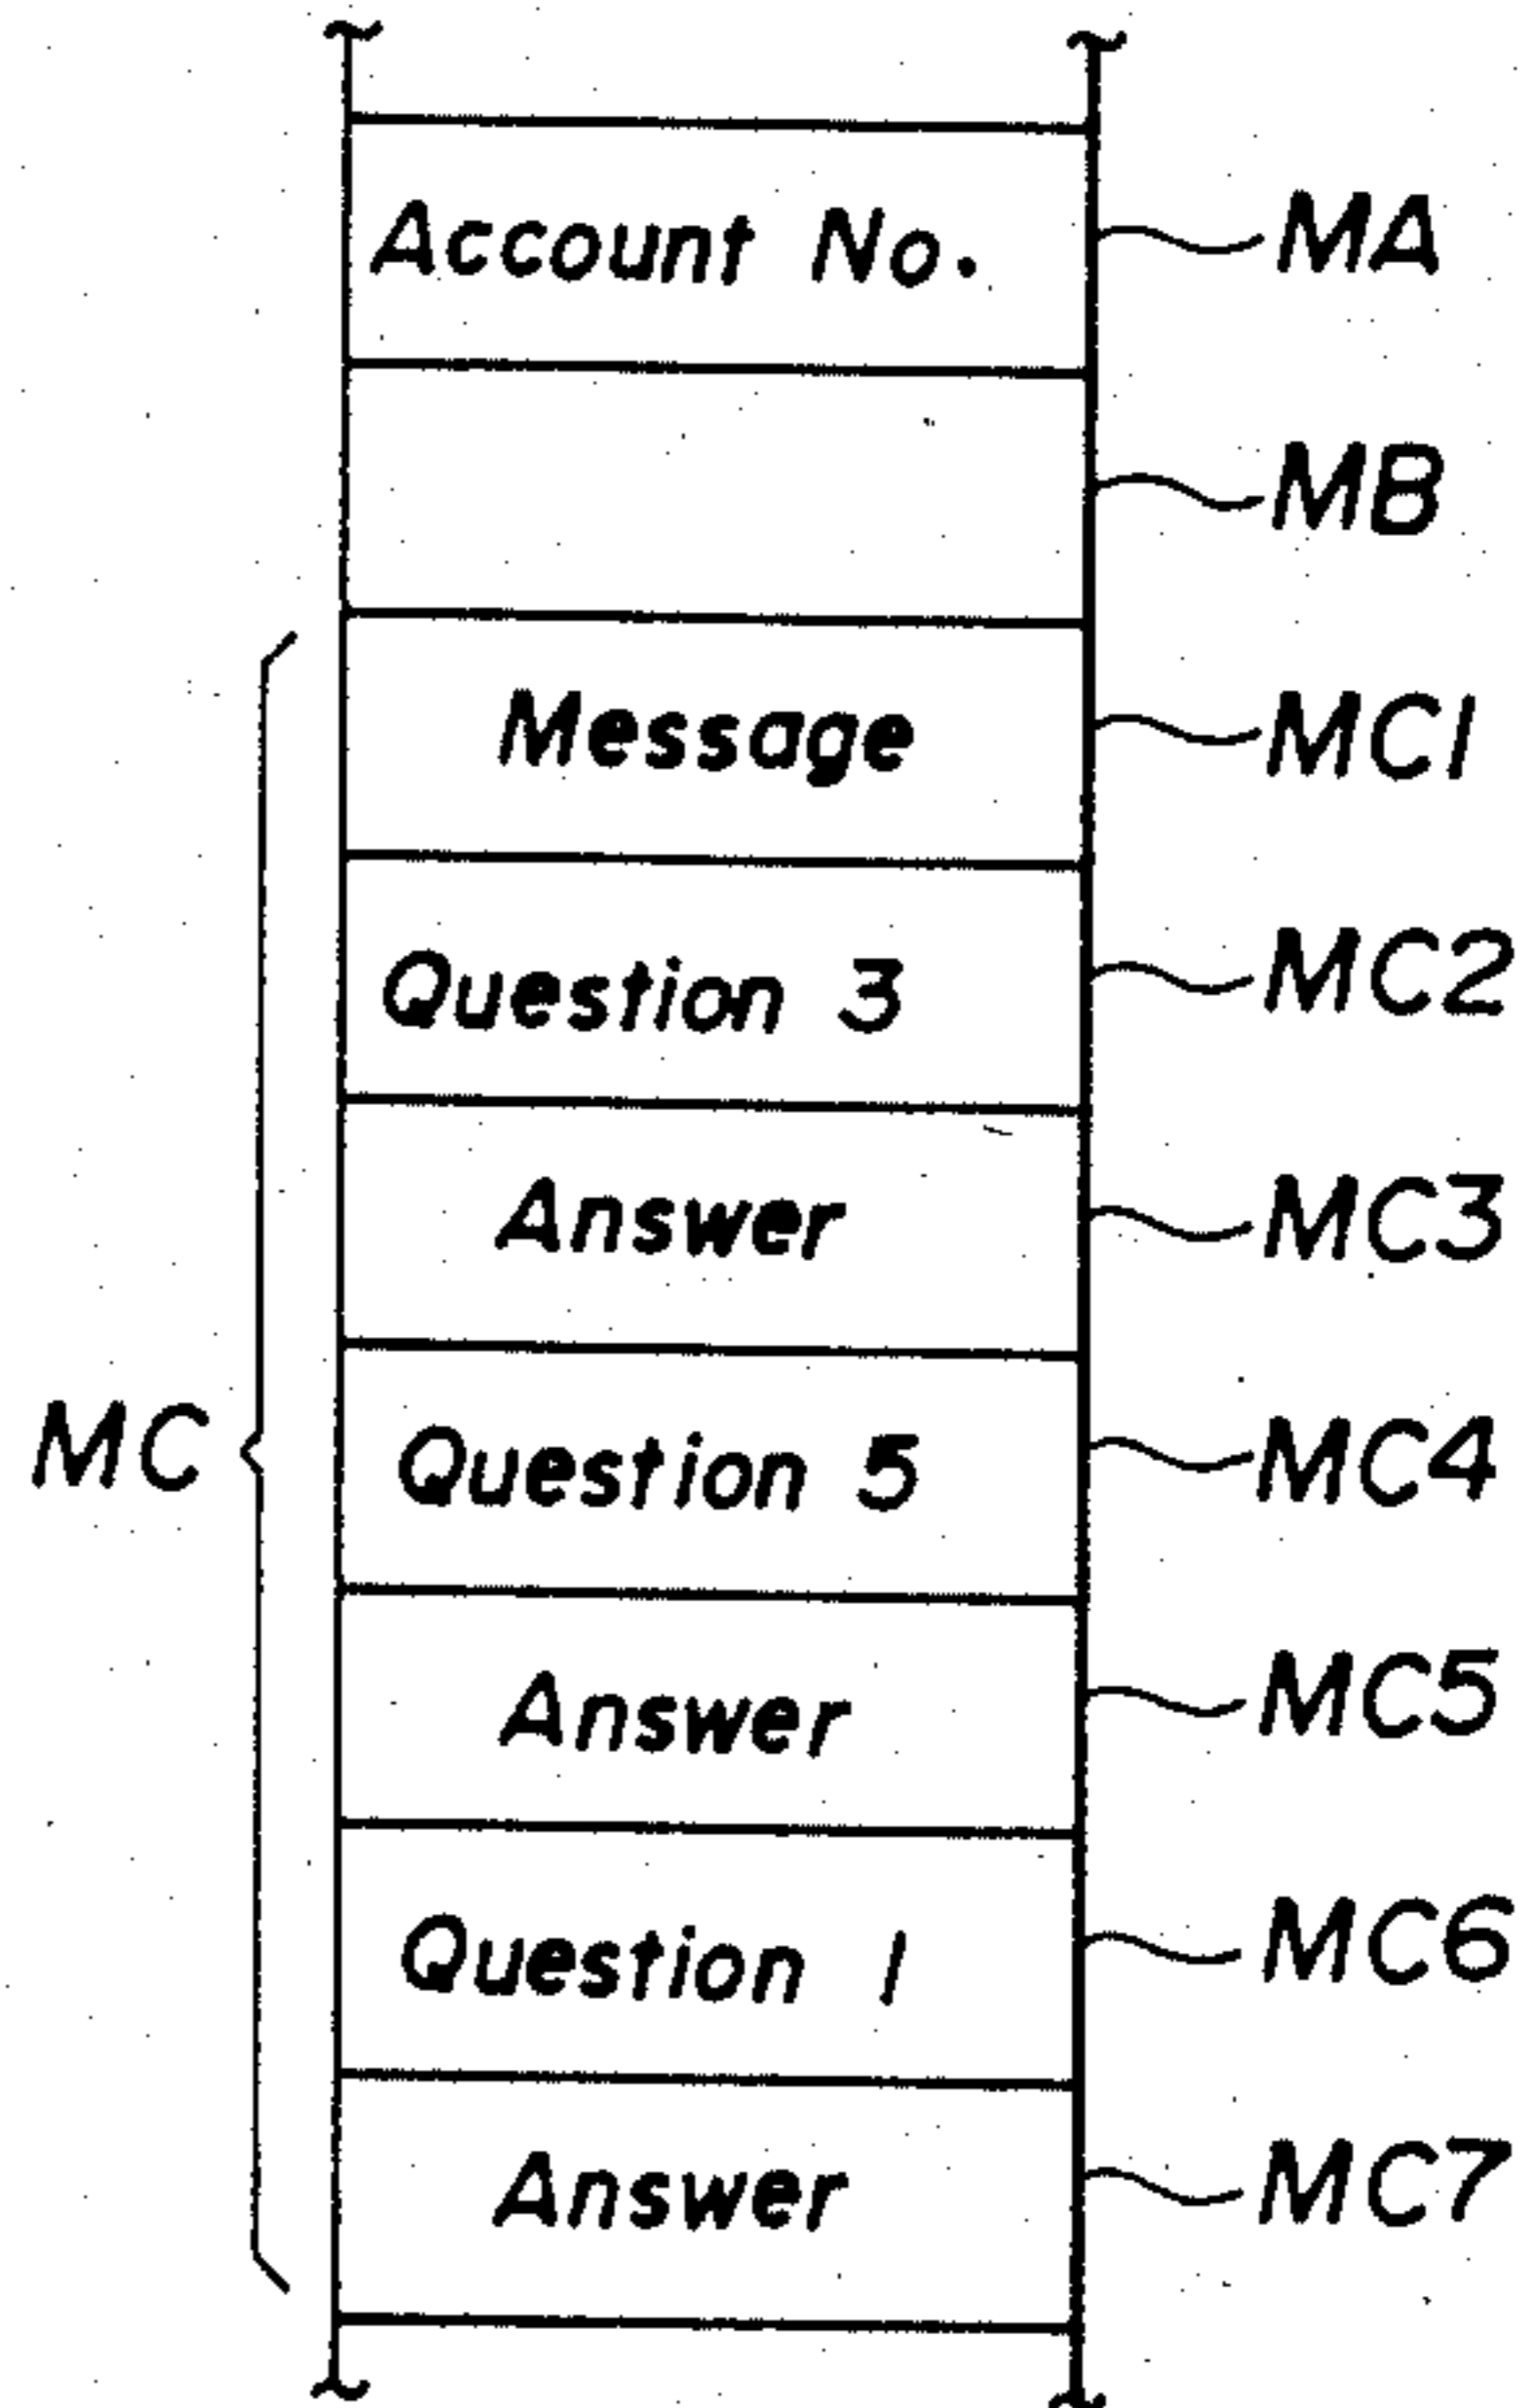 Account No. MA
MB
Message MC1
Question 3 MC2
Answer MC3
MC Question 5 MC4
Answer MC5
Question 1 MC6
Answer MC7